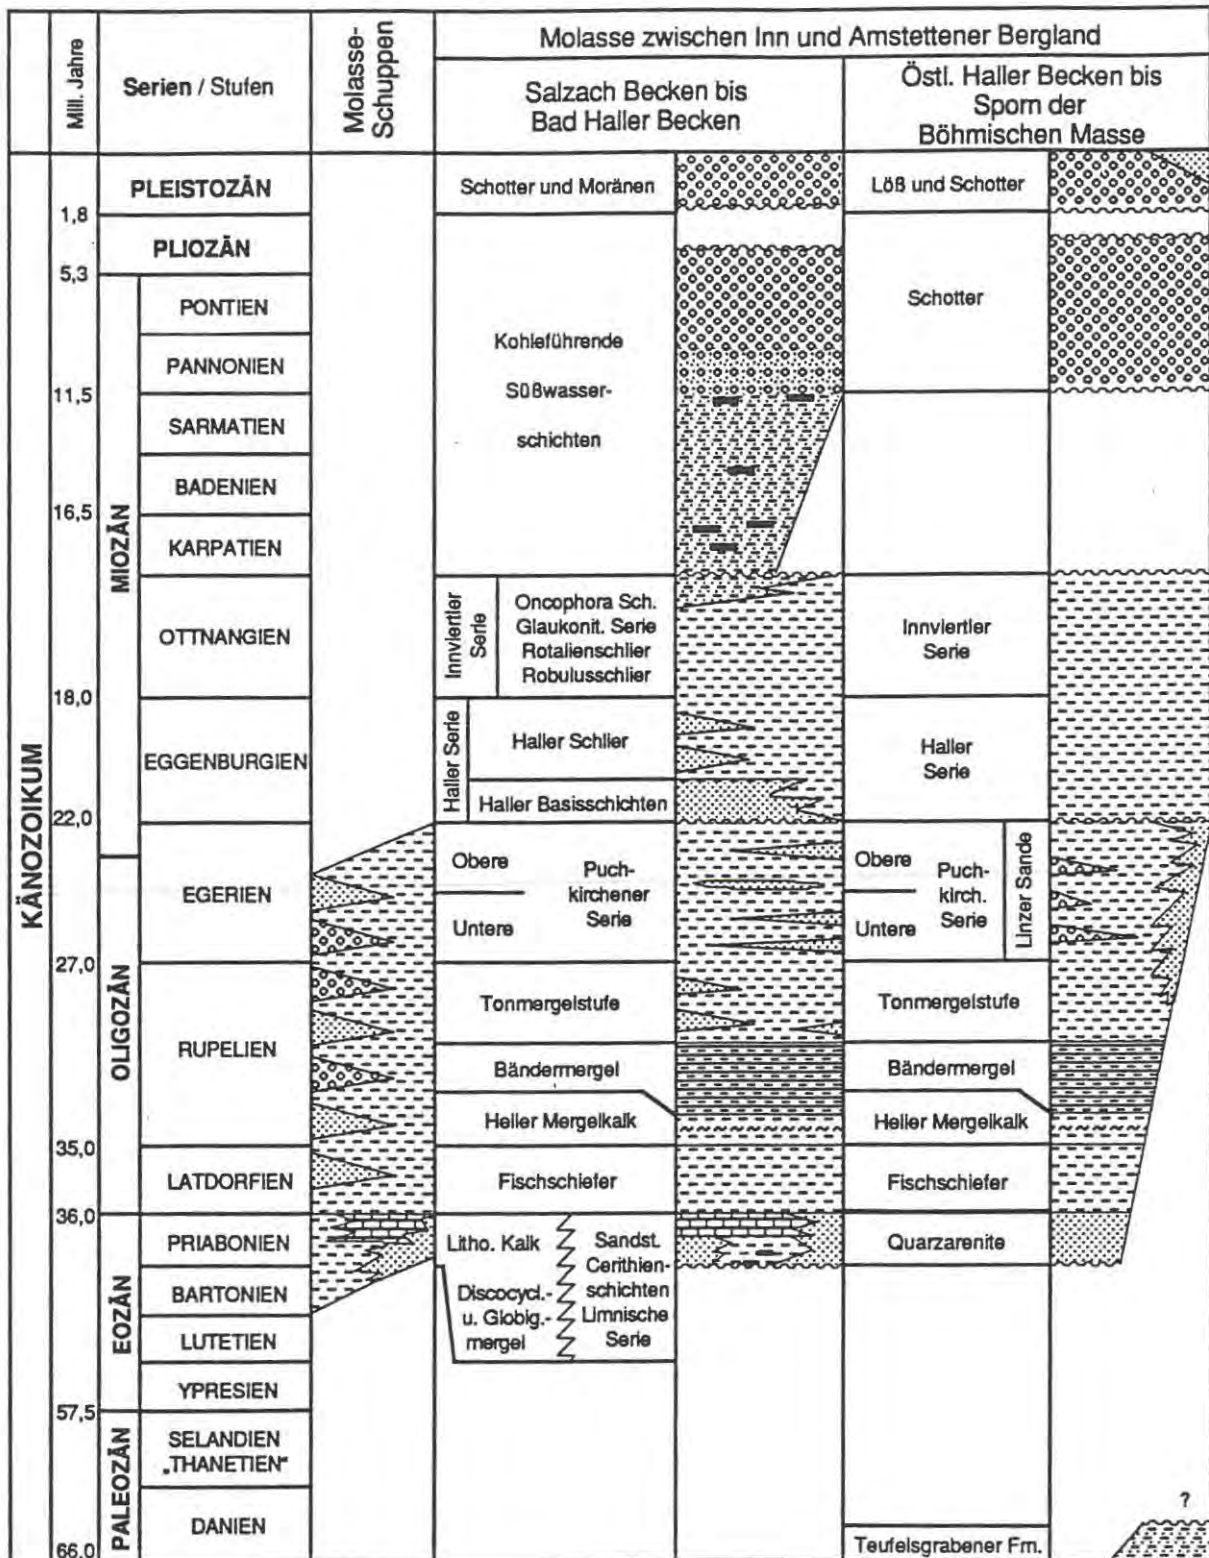 Mill. Jahre
Serien / Stufen
Molasse-
Schuppen
Molasse zwischen Inn und Amstettener Bergland
Salzach Becken bis
Bad Haller Becken
Östl. Haller Becken bis
Sporn der
Böhmischen Masse
KÄNOZOIKUM
PLEISTOZÄN
Schotter und Moränen
Löß und Schotter
1,8
PLIOZÄN
5,3
MIOZÄN
PONTIEN
Schotter
PANNONIEN
Kohleführende
Süßwasser-
schichten
11,5
SARMATIEN
BADENIEN
16,5
KARPATIEN
OTTNANGIEN
Innviertler
Serie
Oncophora Sch.
Glaukonit. Serie
Rotalienschlier
Robulusschlier
Innviertler
Serie
18,0
EGGENBURGIEN
Haller Serie
Haller Schlier
Haller Basisschichten
Haller
Serie
22,0
EGERIEN
Obere
Untere
Puch-
kirchener
Serie
Obere
Untere
Puch-
kirch.
Serie
Linzer Sande
27,0
OLIGOZÄN
RUPELIEN
Tonmergelstufe
Tonmergelstufe
Bändermergel
Bändermergel
Heller Mergelkalk
Heller Mergelkalk
35,0
LATDORFIEN
Fischschiefer
Fischschiefer
36,0
EOZÄN
PRIABONIEN
Litho. Kalk
Discocycl.-
u. Globig.-
mergel
Sandst.
Cerithien-
schichten
Limnische
Serie
Quarzarenite
BARTONIEN
LUTETIEN
YPRESIEN
57,5
PALEOZÄN
SELANDIEN
„THANETIEN"
DANIEN
?
66,0
Teufelsgrabener Fm.